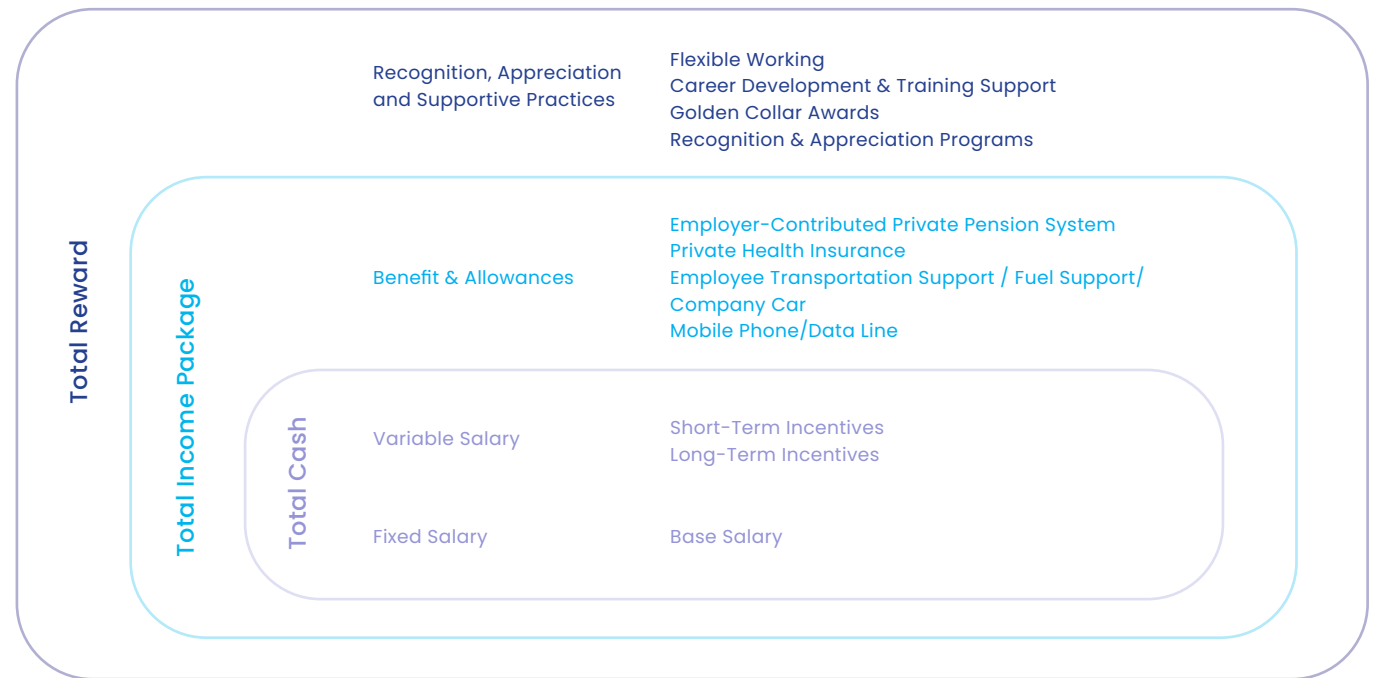 Total Reward
Recognition, Appreciation
and Supportive Practices
Flexible Working
Career Development & Training Support
Golden Collar Awards
Recognition & Appreciation Programs
Total Income Package
Benefit & Allowances
Employer-Contributed Private Pension System
Private Health Insurance
Employee Transportation Support / Fuel Support/
Company Car
Mobile Phone/Data Line
Total Cash
Variable Salary
Short-Term Incentives
Long-Term Incentives
Fixed Salary
Base Salary